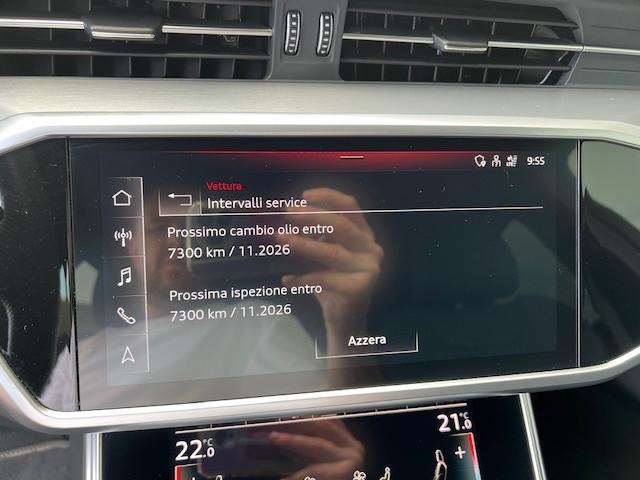 9:55
Vettura
Intervalli service
Prossimo cambio olio entro
7300 km / 11.2026
Prossima ispezione entro
7300 km / 11.2026
Azzera
22.0 °C
21.0 °C
+